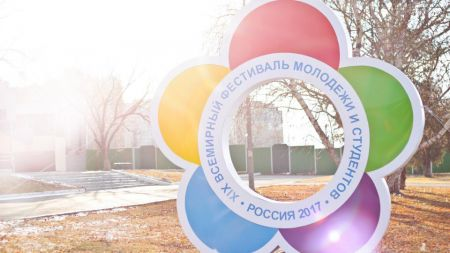 XIX ВСЕМИРНЫЙ ФЕСТИВАЛЬ МОЛОДЕЖИ И СТУДЕНТОВ
• РОССИЯ 2017 •